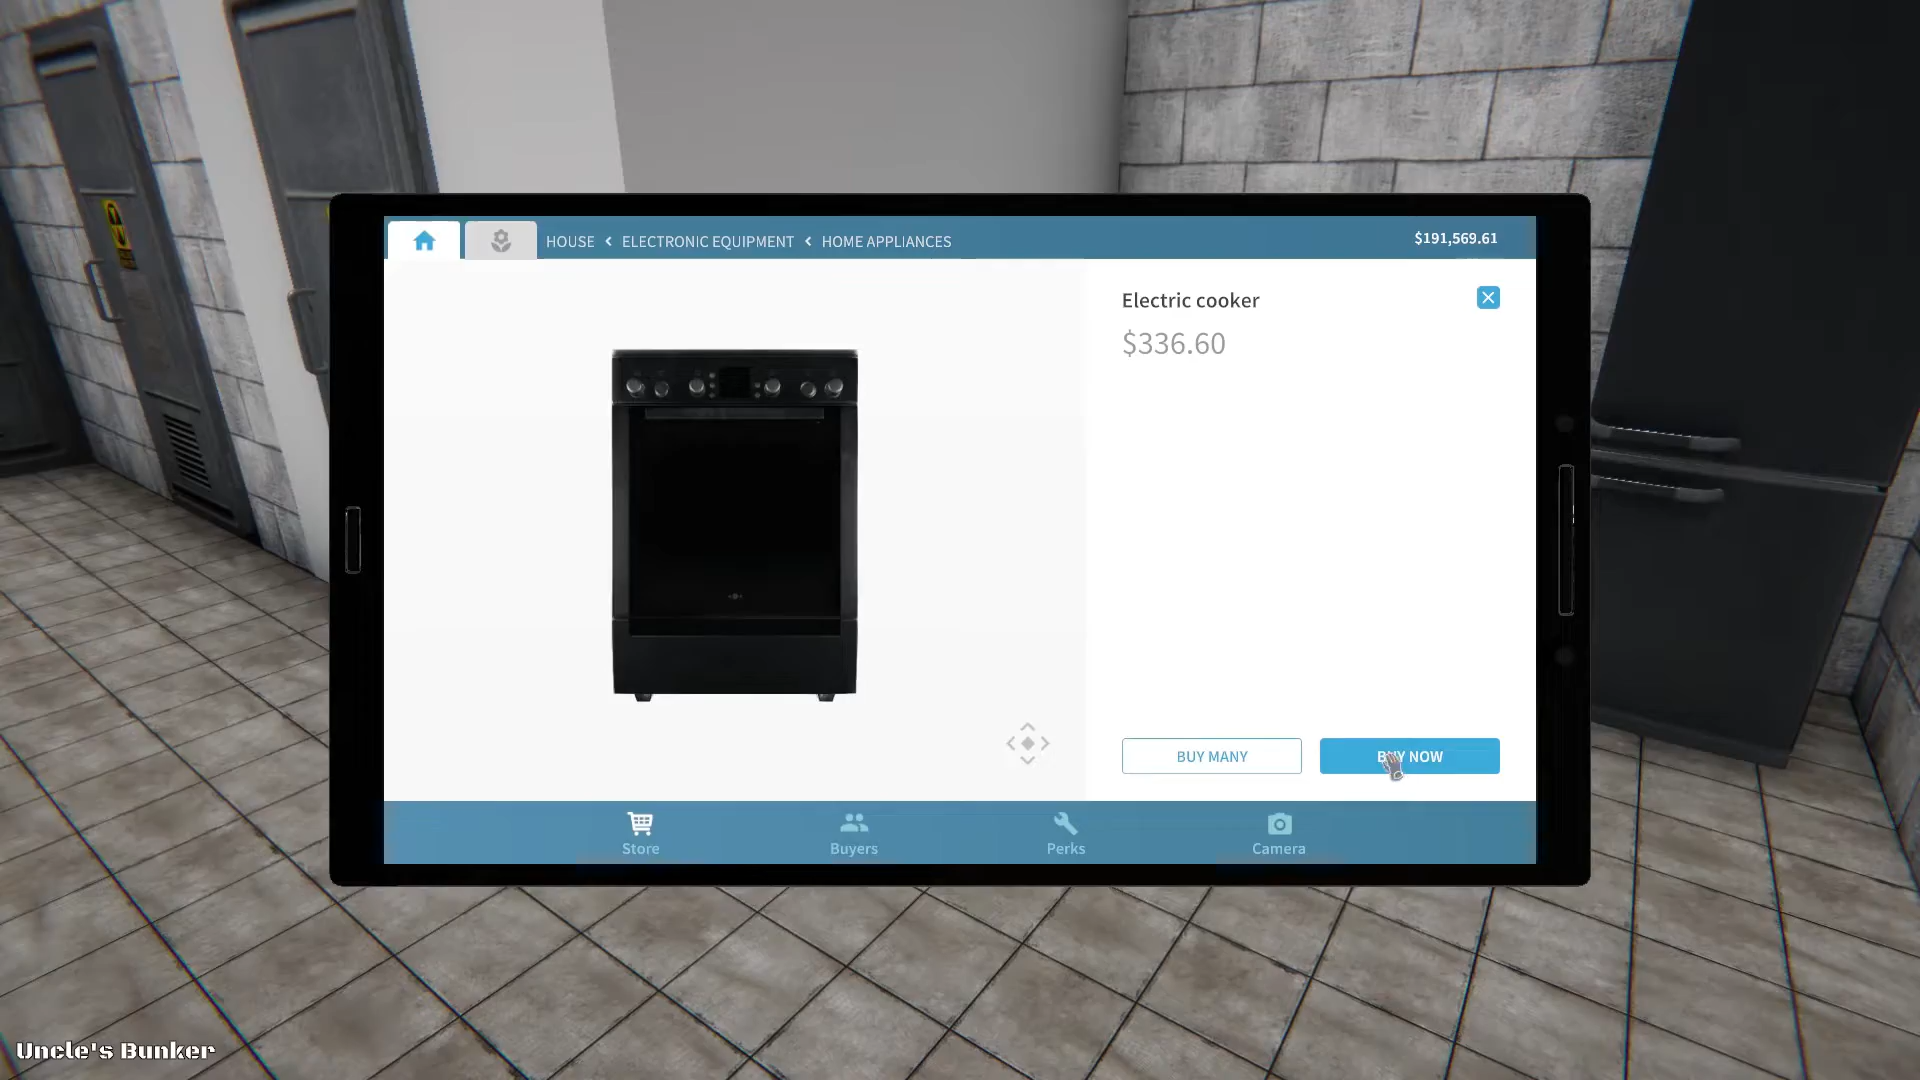 HOUSE < ELECTRONIC EQUIPMENT < HOME APPLIANCES
$191,569.61
Electric cooker
$336.60
BUY MANY
BUY NOW
Store
Buyers
Perks
Camera
Uncle's Bunker